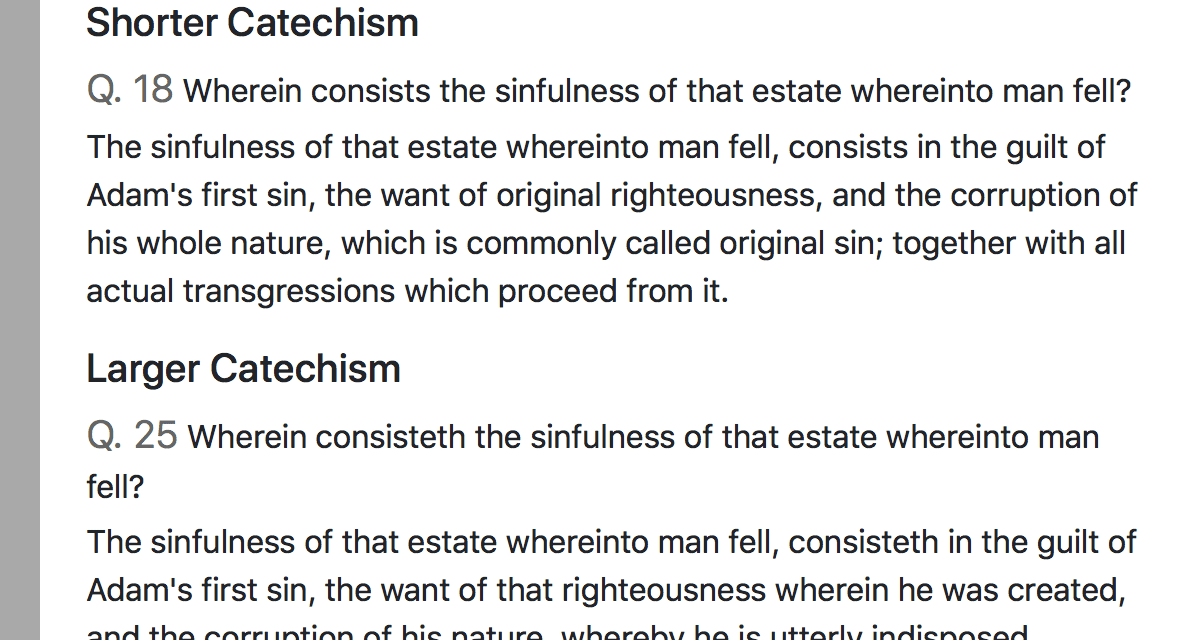 Shorter Catechism
Q. 18 Wherein consists the sinfulness of that estate whereinto man fell?
The sinfulness of that estate whereinto man fell, consists in the guilt of
Adam's first sin, the want of original righteousness, and the corruption of
his whole nature, which is commonly called original sin; together with all
actual transgressions which proceed from it.
Larger Catechism
Q. 25 Wherein consisteth the sinfulness of that estate whereinto man
fell?
The sinfulness of that estate whereinto man fell, consisteth in the guilt of
Adam's first sin, the want of that righteousness wherein he was created,
and the corruption of his nature, whereby he is utterly indisposed